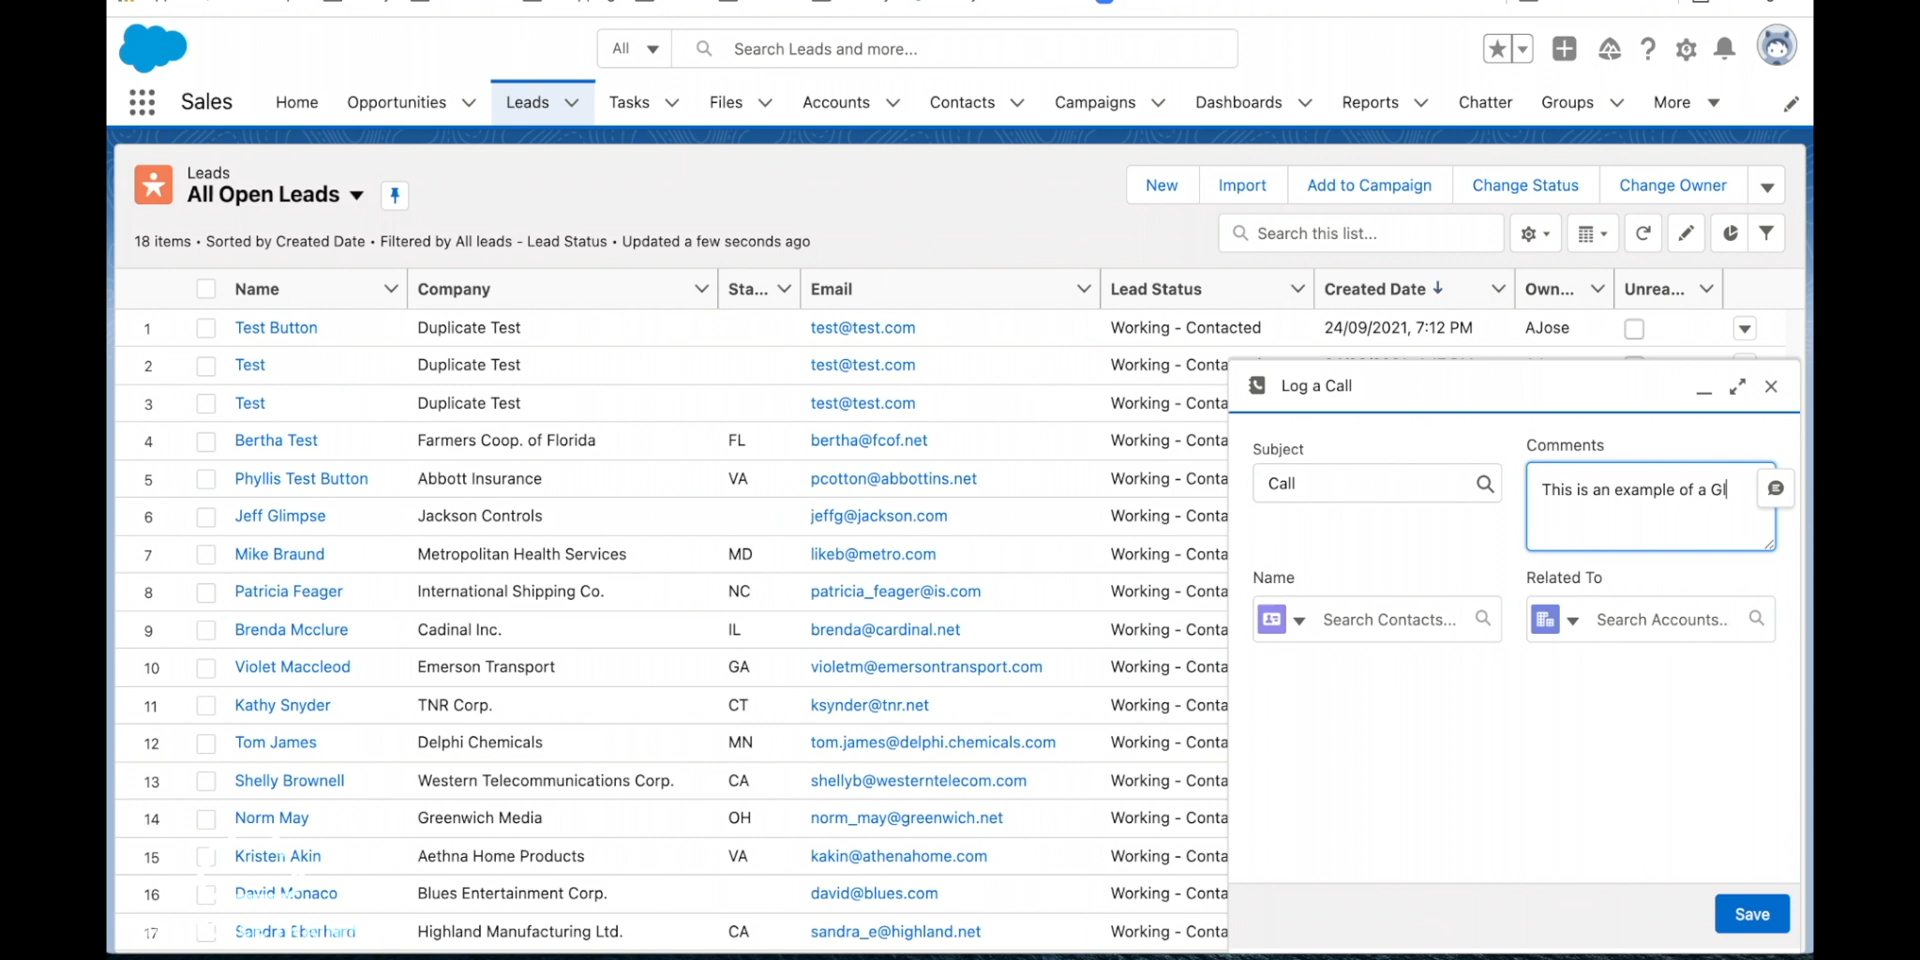 All
Search Leads and more...
Sales
Home
Opportunities
Leads
Tasks
Files
Accounts
Contacts
Campaigns
Dashboards
Reports
Chatter
Groups
More
Leads
All Open Leads
New
Import
Add to Campaign
Change Status
Change Owner
18 items • Sorted by Created Date • Filtered by All leads - Lead Status • Updated a few seconds ago
Search this list...
Name Company Sta... Email Lead Status Created Date Own... Unrea...
1 Test Button Duplicate Test test@test.com Working - Contacted 24/09/2021, 7:12 PM AJose
2 Test Duplicate Test test@test.com Working - Conta
3 Test Duplicate Test test@test.com Working - Conta
4 Bertha Test Farmers Coop. of Florida FL bertha@fcof.net Working - Conta
5 Phyllis Test Button Abbott Insurance VA pcotton@abbottins.net Working - Conta
6 Jeff Glimpse Jackson Controls jeffg@jackson.com Working - Conta
7 Mike Braund Metropolitan Health Services MD likeb@metro.com Working - Conta
8 Patricia Feager International Shipping Co. NC patricia_feager@is.com Working - Conta
9 Brenda Mcclure Cadinal Inc. IL brenda@cardinal.net Working - Conta
10 Violet Maccleod Emerson Transport GA violetm@emersontransport.com Working - Conta
11 Kathy Snyder TNR Corp. CT ksynder@tnr.net Working - Conta
12 Tom James Delphi Chemicals MN tom.james@delphi.chemicals.com Working - Conta
13 Shelly Brownell Western Telecommunications Corp. CA shellyb@westerntelecom.com Working - Conta
14 Norm May Greenwich Media OH norm_may@greenwich.net Working - Conta
15 Kristen Akin Aethna Home Products VA kakin@athenahome.com Working - Conta
16 David Monaco Blues Entertainment Corp. david@blues.com Working - Conta
17 Sandra Eberhard Highland Manufacturing Ltd. CA sandra_e@highland.net Working - Conta
Log a Call
Subject
Call
Comments
This is an example of a Gl
Name
Search Contacts...
Related To
Search Accounts..
Save